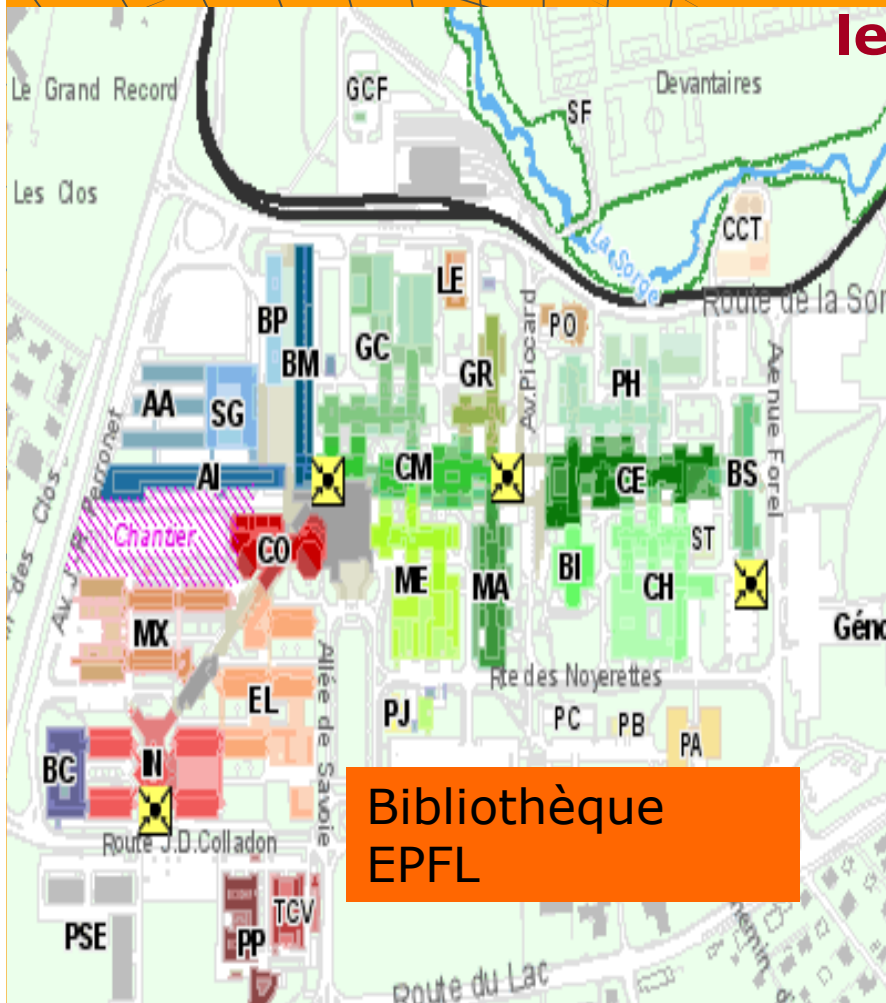 le
Le Grand Record
GCF
Devantaires
SF
Les Clos
CCT
La Sorge
LE
Route de la Sor
BP
BM
GC
GR
Av.Piccard
PO
PH
Avenue Forel
AA
SG
AI
CM
CE
BS
Av. J. R. Perronet
des Clos
Chantier
CO
ST
ME
MA
BI
CH
MX
Géno
Allée de Savoie
Rte des Noyerettes
EL
PJ
PC
PB
PA
BC
IN
Bibliothèque
EPFL
Route J.D.Colladon
TCV
PSE
PP
Route du Lac